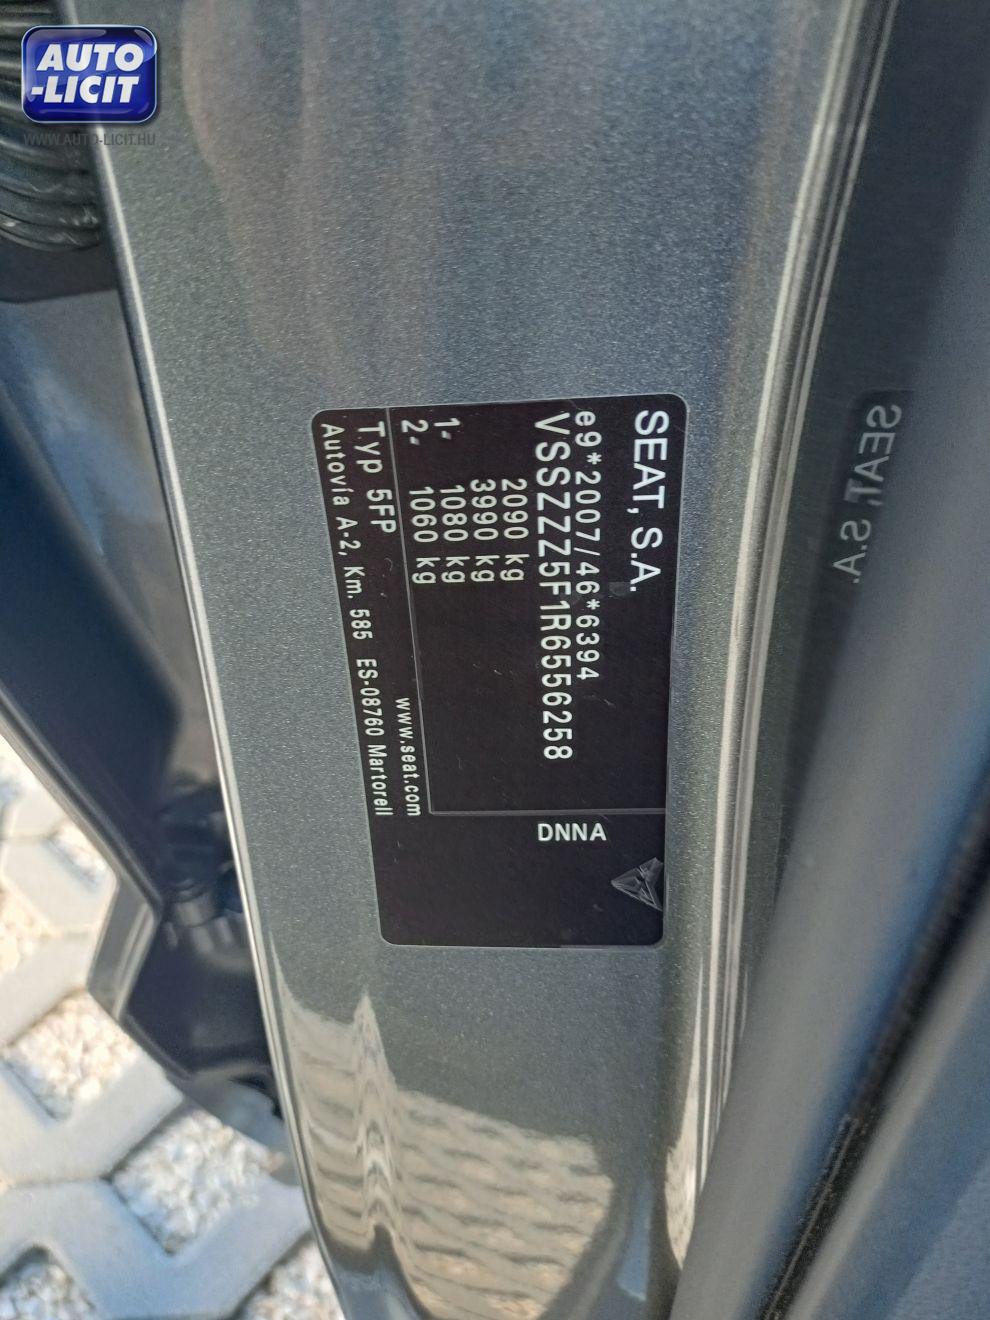 AUTO
-LICIT
WWW.AUTO-LICIT.HU
SEAT, S.A.
e9*2007/46*6394
VSSZZZ5F1R6556258
2090 kg
3990 kg
1- 1080 kg
2- 1060 kg
DNNA
Typ 5FP
www.seat.com
Autovía A-2, Km. 585 ES-08760 Martorell
SEAT, S.A.